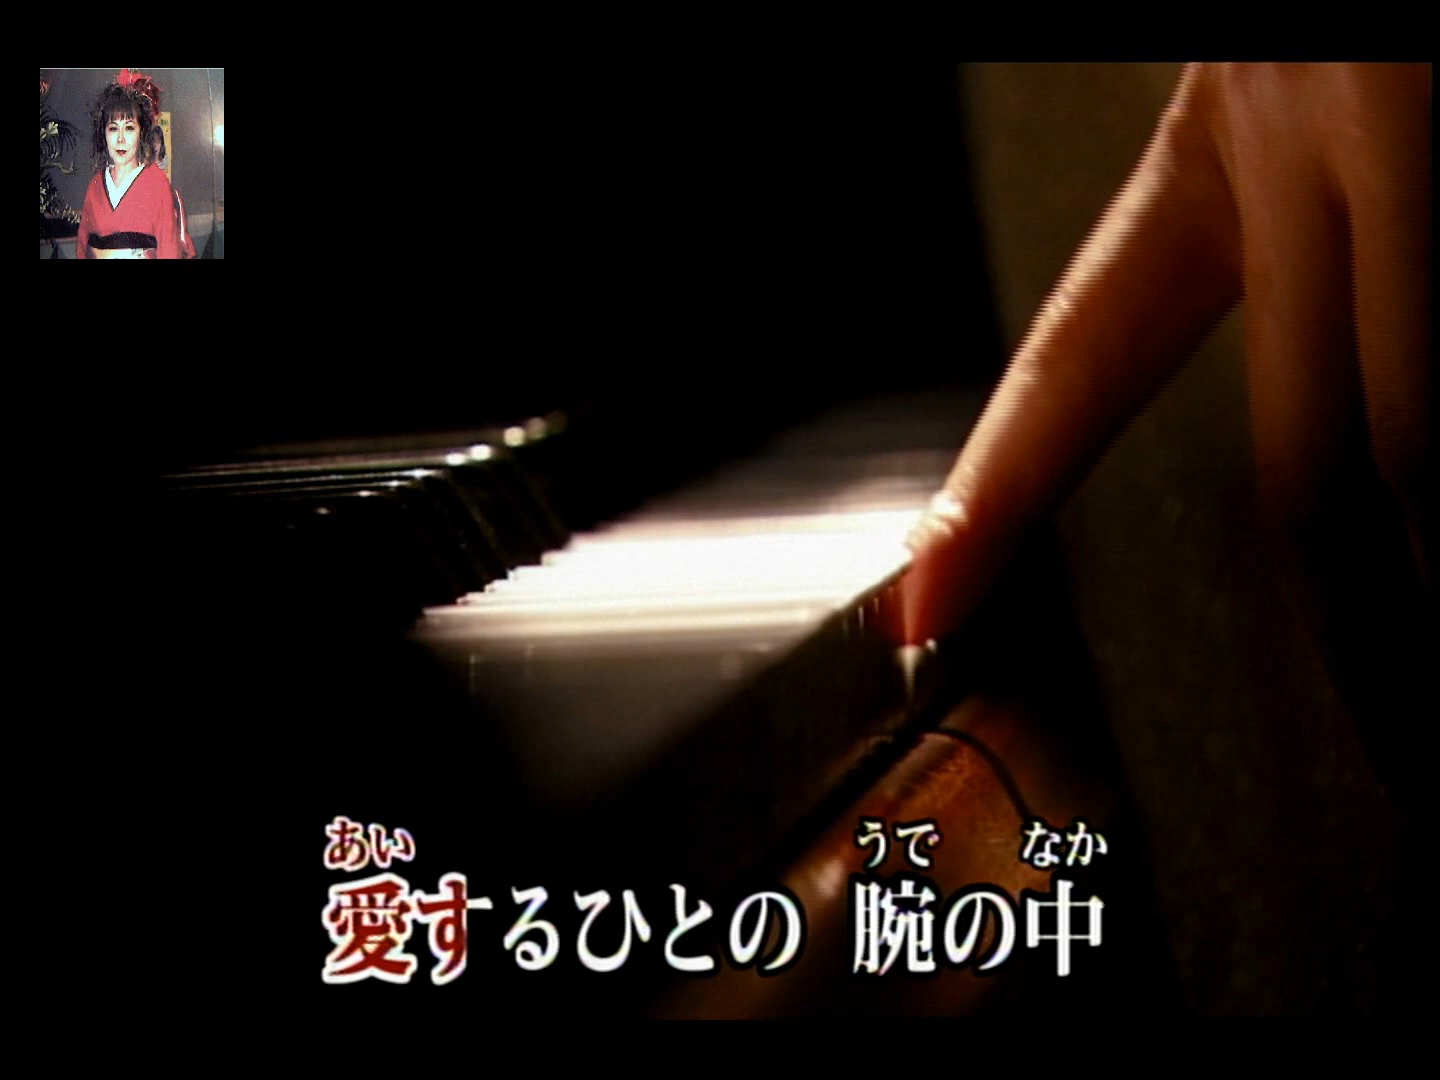 あい うで なか
愛するひとの 腕の中